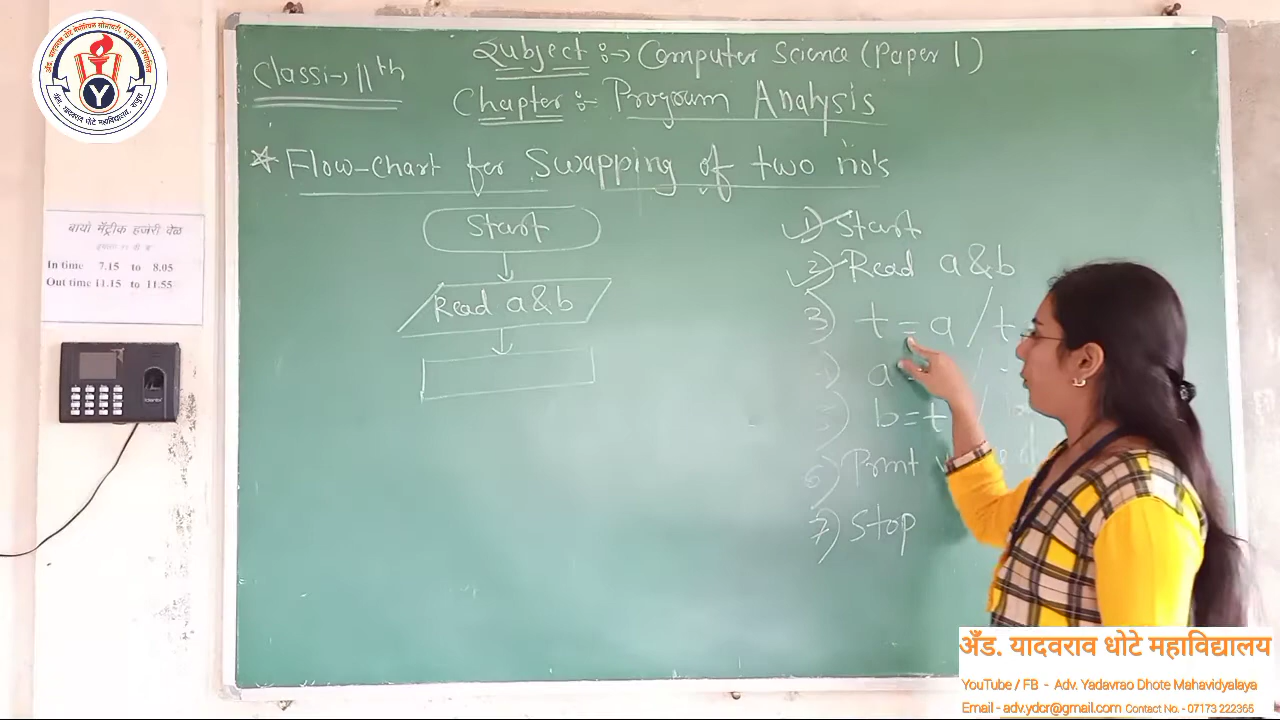 Class:→ 11th
Subject :→ Computer Science (Paper 1)
Chapter :- Program Analysis
* Flow-chart for Swapping of two no's
Start
Read a&b
1) Start
2) Read a&b
3) t = a / t
4) a
5) b = t /
6) Print
7) Stop
Y
बायो मॅट्रीक हजेरी वेळ
In time 7.15 to 8.05
Out time 11.15 to 11.55
अँड. यादवराव धोटे महाविद्यालय
YouTube / FB - Adv. Yadavrao Dhote Mahavidyalaya
Email - adv.ydcr@gmail.com Contact No. - 07173 222365